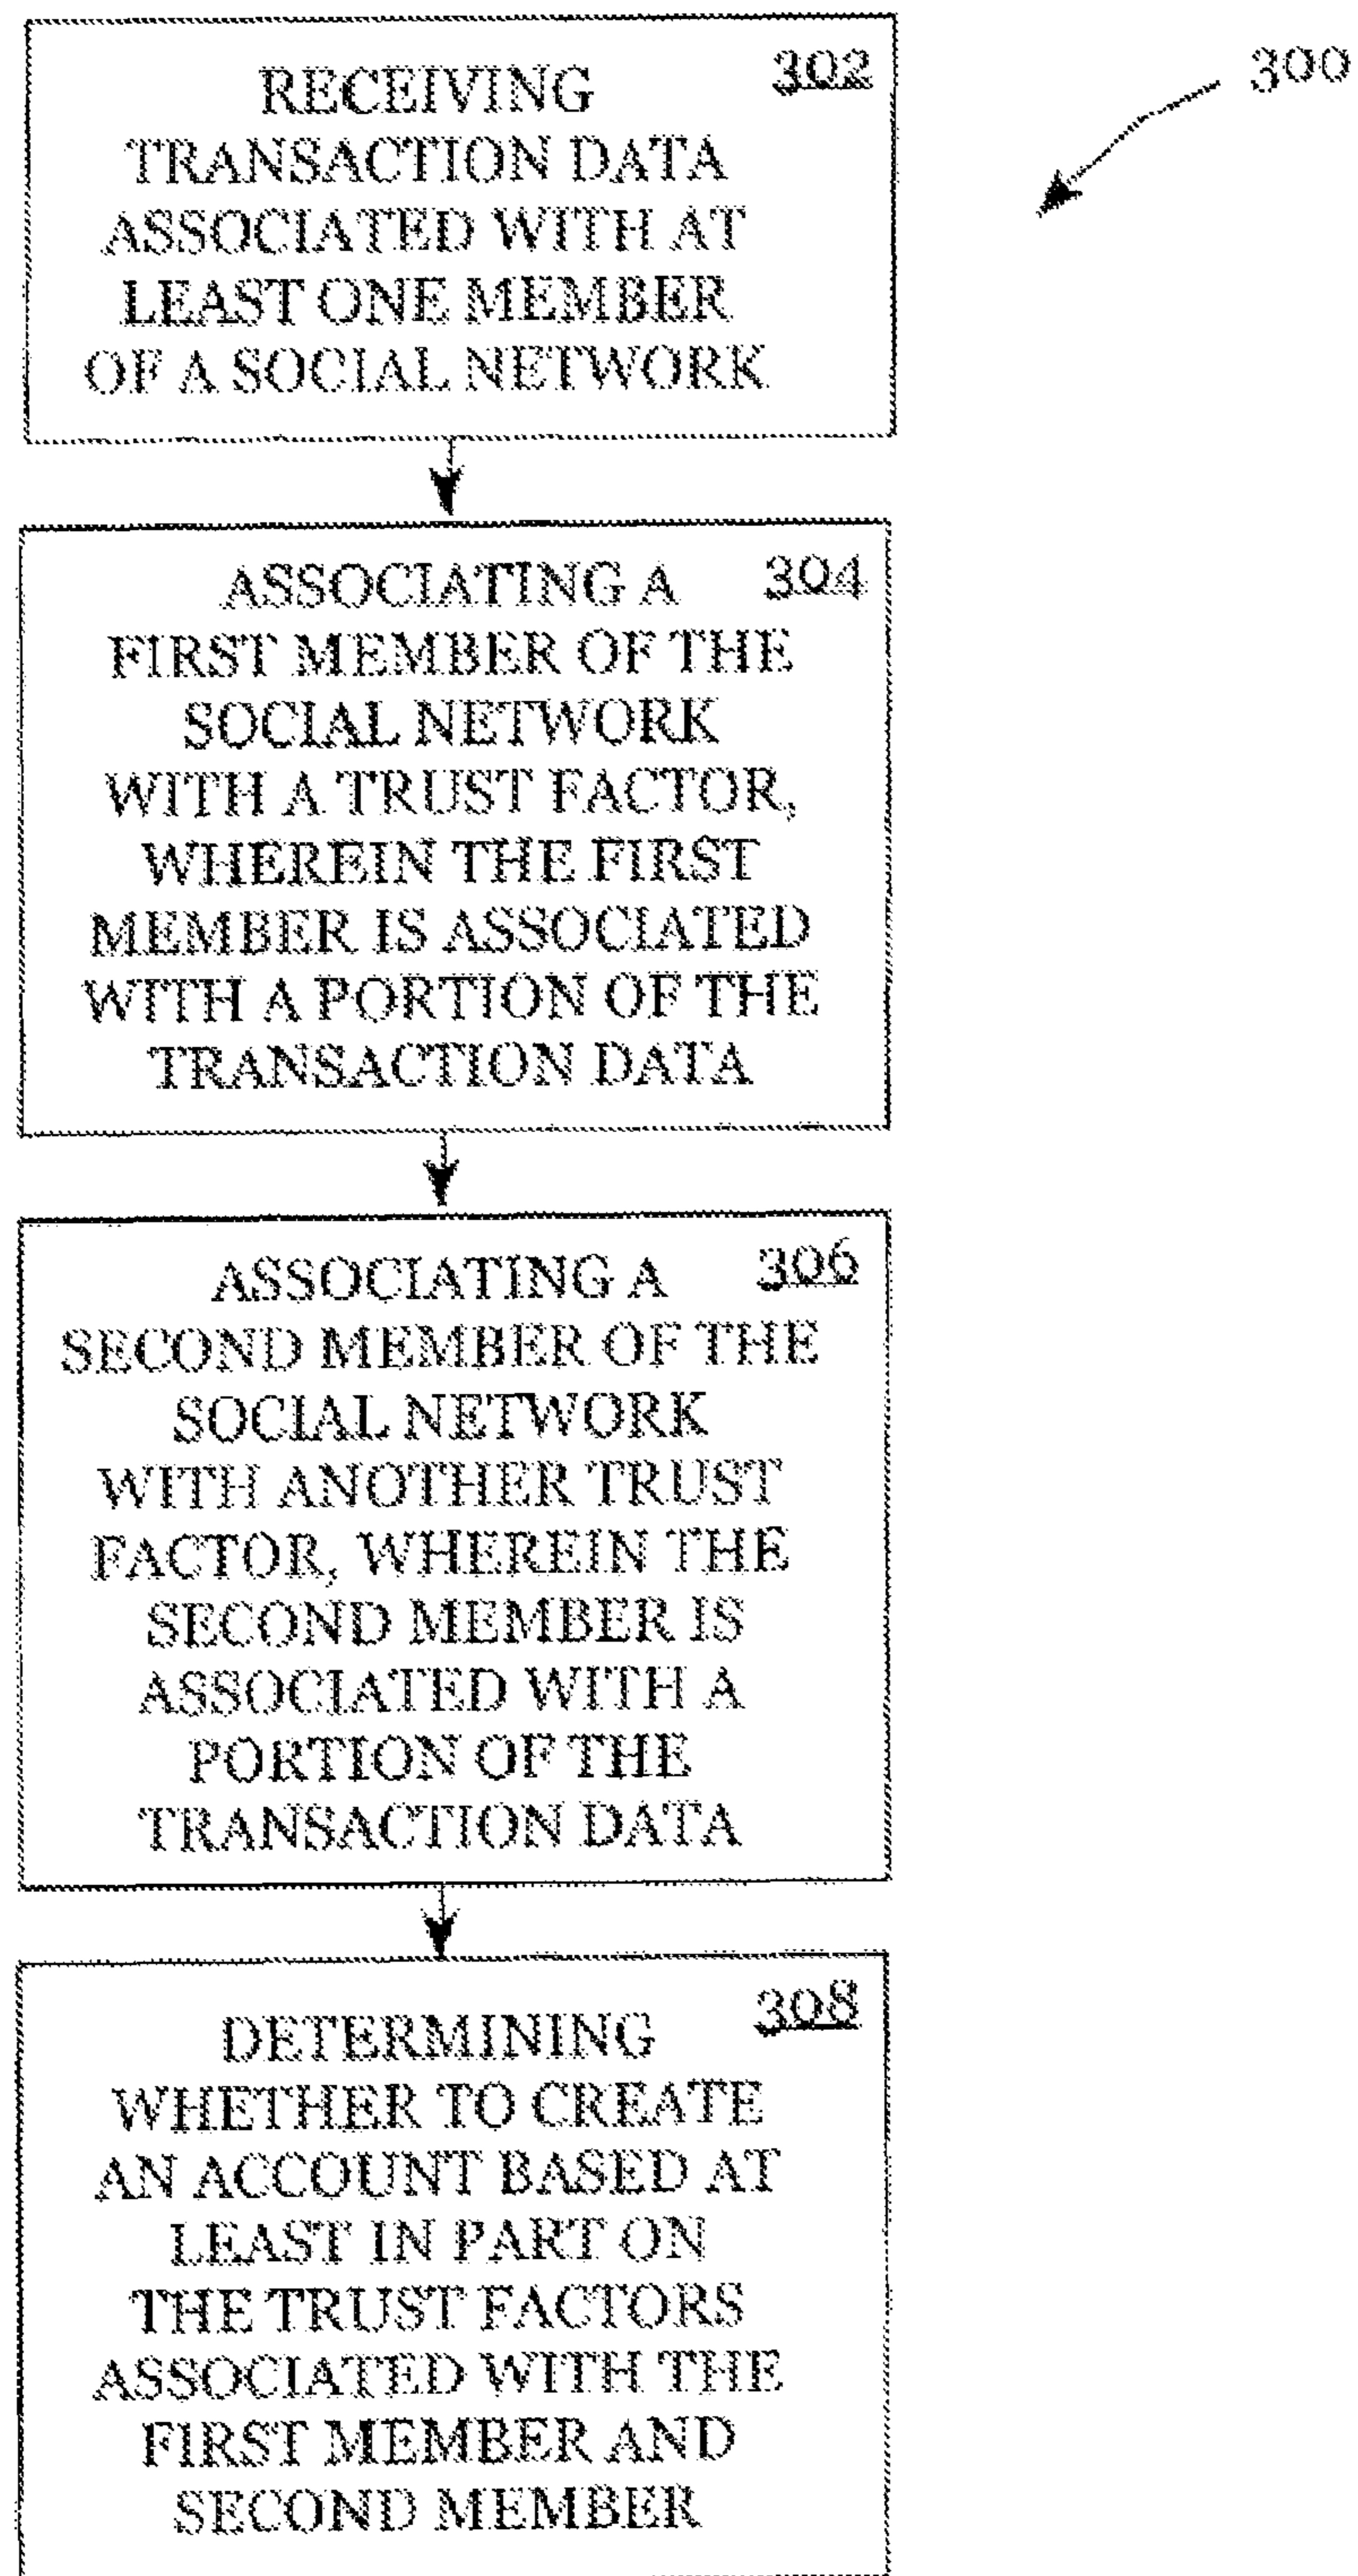 302
RECEIVING
TRANSACTION DATA
ASSOCIATED WITH AT
LEAST ONE MEMBER
OF A SOCIAL NETWORK
300
304
ASSOCIATING A
FIRST MEMBER OF THE
SOCIAL NETWORK
WITH A TRUST FACTOR,
WHEREIN THE FIRST
MEMBER IS ASSOCIATED
WITH A PORTION OF THE
TRANSACTION DATA
306
ASSOCIATING A
SECOND MEMBER OF THE
SOCIAL NETWORK
WITH ANOTHER TRUST
FACTOR, WHEREIN THE
SECOND MEMBER IS
ASSOCIATED WITH A
PORTION OF THE
TRANSACTION DATA
308
DETERMINING
WHETHER TO CREATE
AN ACCOUNT BASED AT
LEAST IN PART ON
THE TRUST FACTORS
ASSOCIATED WITH THE
FIRST MEMBER AND
SECOND MEMBER